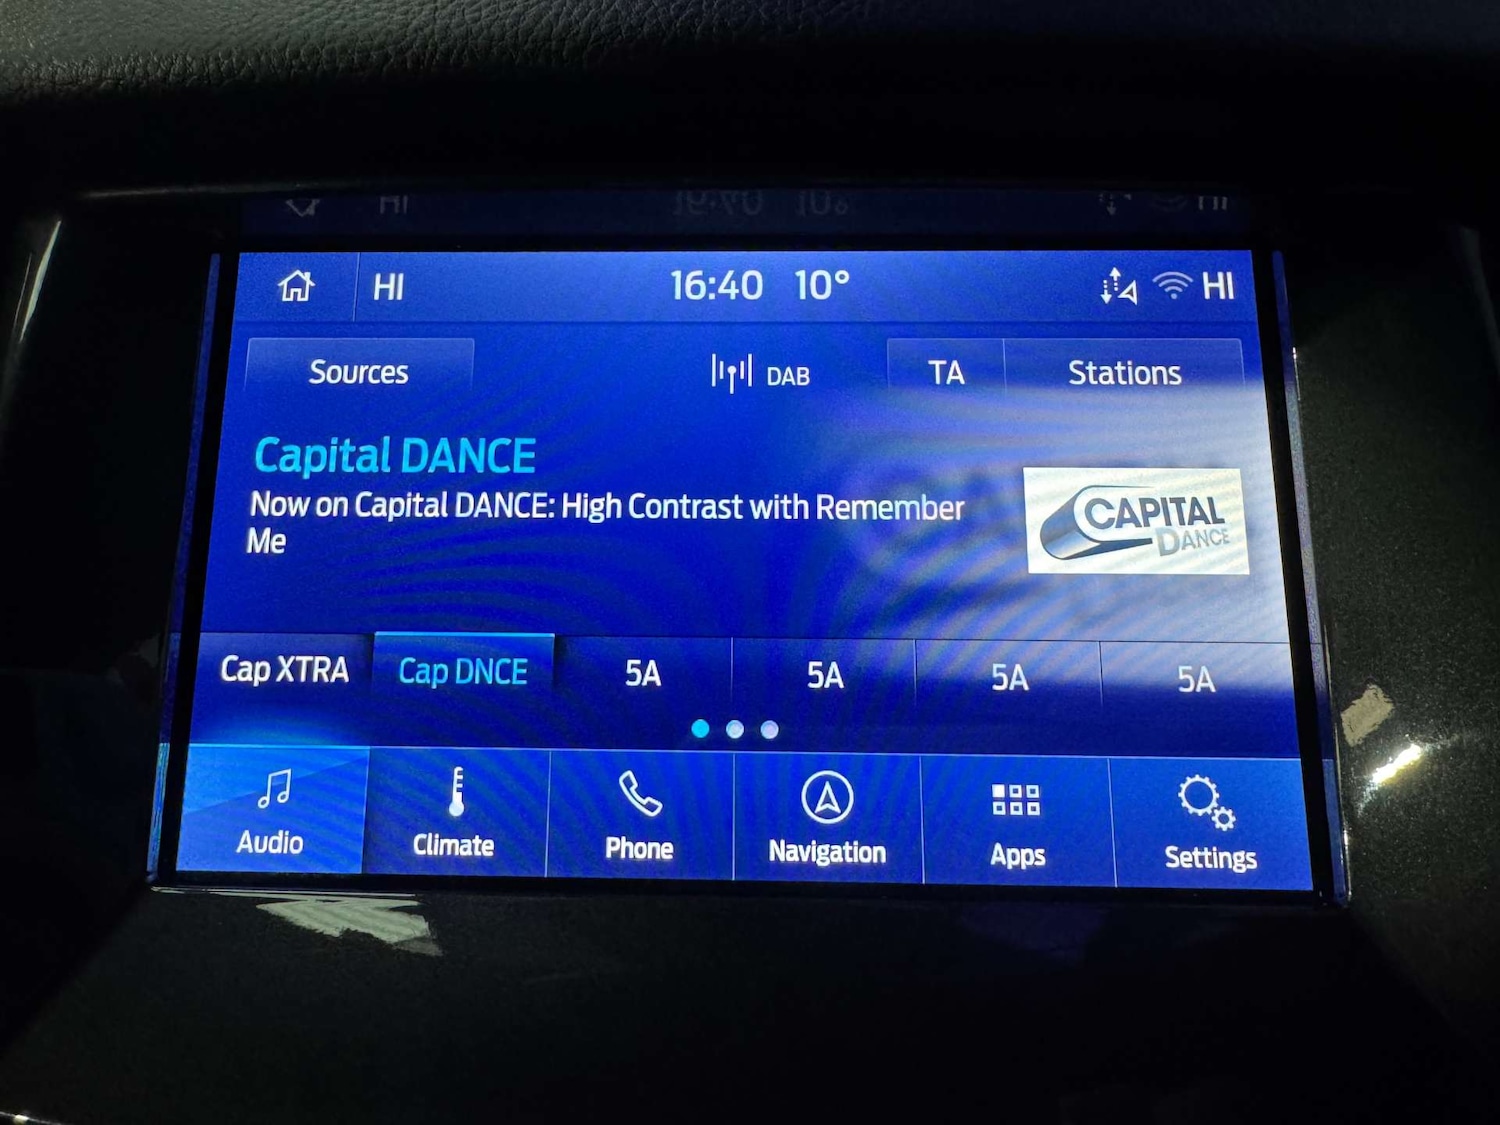 HI 16:40 10° HI
Sources DAB TA Stations
Capital DANCE
Now on Capital DANCE: High Contrast with Remember
Me
CAPITAL
DANCE
Cap XTRA Cap DNCE 5A 5A 5A 5A
Audio Climate Phone Navigation Apps Settings